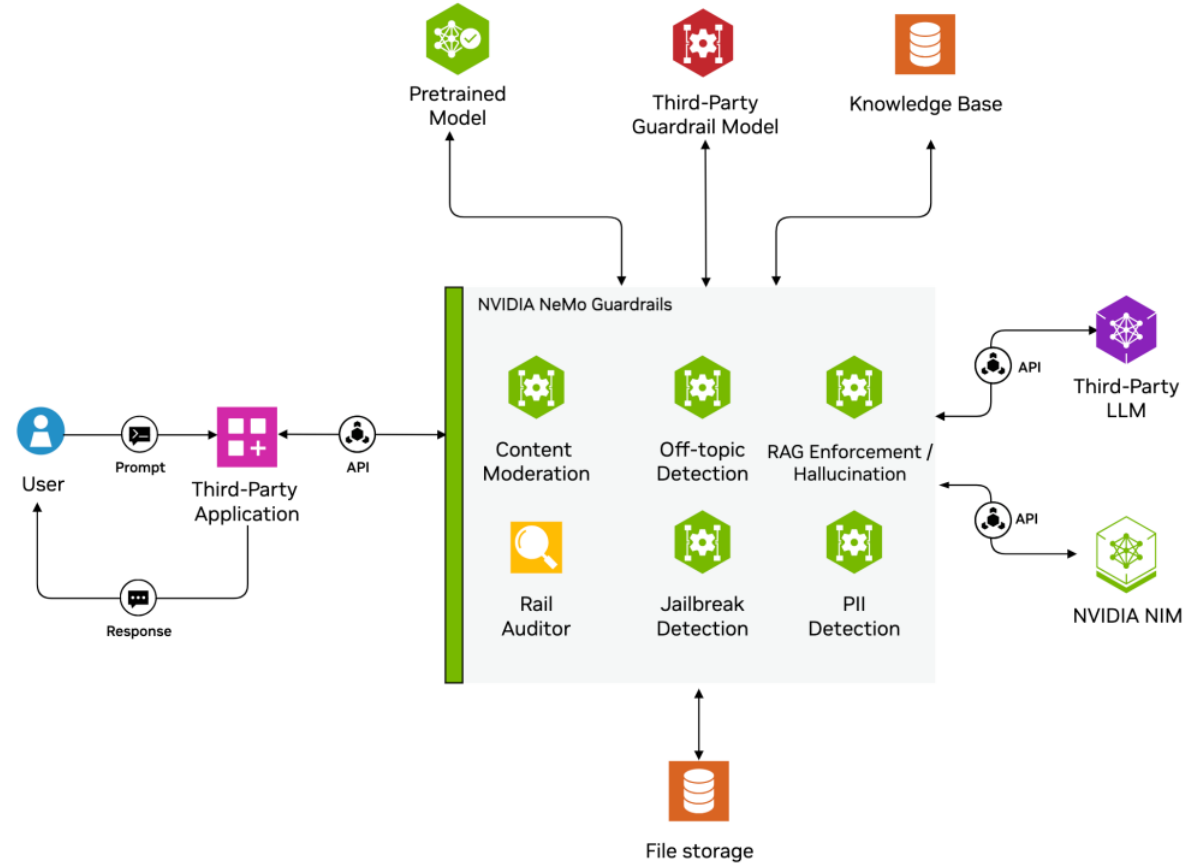 Pretrained
Model
Third-Party
Guardrail Model
Knowledge Base
NVIDIA NeMo Guardrails
Content
Moderation
Off-topic
Detection
RAG Enforcement /
Hallucination
Rail
Auditor
Jailbreak
Detection
PII
Detection
User
Prompt
Third-Party
Application
API
Response
API
Third-Party
LLM
API
NVIDIA NIM
File storage